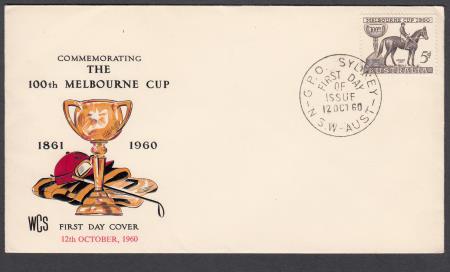 COMMEMORATING
THE
100th MELBOURNE CUP
1861 1960
WCS FIRST DAY COVER
12th OCTOBER, 1960
G.P.O. SYDNEY
FIRST DAY
OF
ISSUE
12 OCT 60
N.S.W-AUST
MELBOURNE CUP 1960
100TH
5D
AUSTRALIA